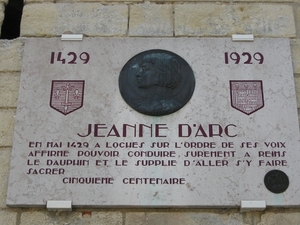 1429 1929
JEANNE D'ARC
EN MAI 1429 A LOCHES SUR L'ORDRE DE SES VOIX
AFFIRME POUVOIR CONDUIRE, SUREMENT A REINS
LE DAUPHIN ET LE SUPPLIE D'ALLER S'Y FAIRE
SACRER
CINQUIEME CENTENAIRE